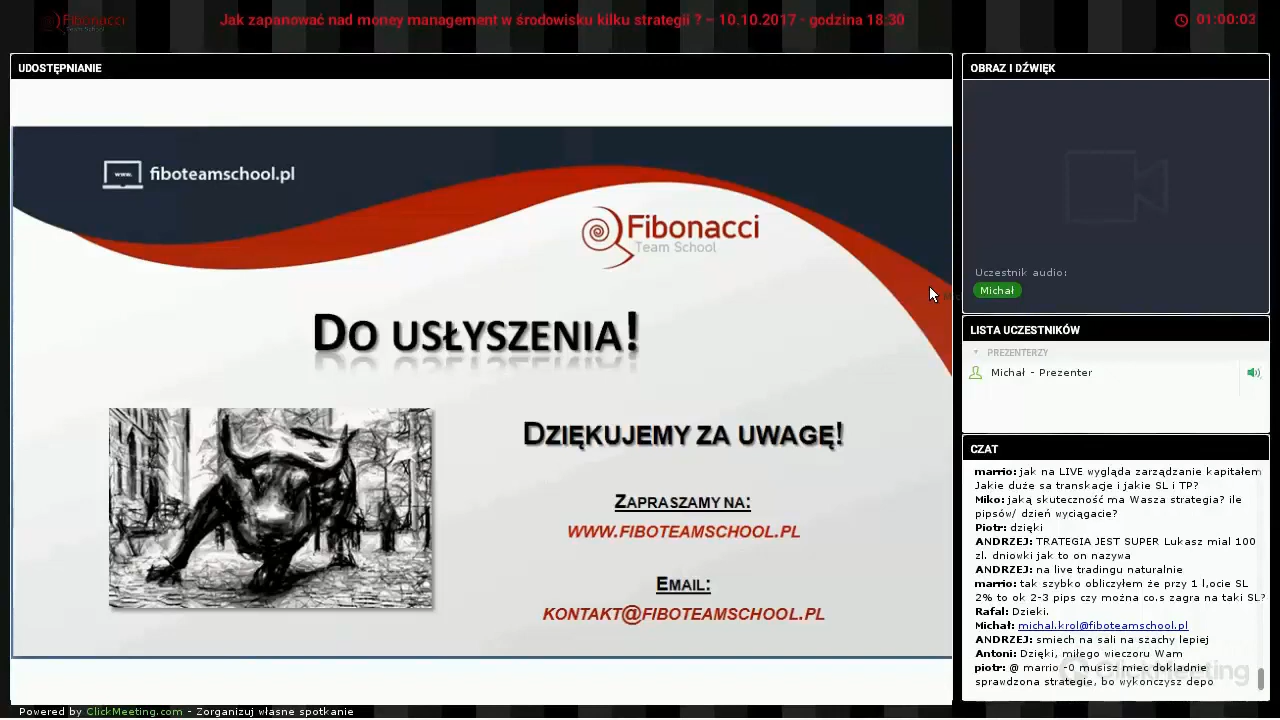 Fibonacci
Team School
Jak zapanować nad money management w środowisku kilku strategii ? – 10.10.2017 - godzina 18:30
01:00:03
UDOSTĘPNIANIE
www.
fiboteamschool.pl
Fibonacci
Team School
DO USŁYSZENIA!
DZIĘKUJEMY ZA UWAGĘ!
ZAPRASZAMY NA:
WWW.FIBOTEAMSCHOOL.PL
EMAIL:
KONTAKT@FIBOTEAMSCHOOL.PL
OBRAZ I DŹWIĘK
Uczestnik audio:
Michał
LISTA UCZESTNIKÓW
PREZENTERZY
Michał - Prezenter
CZAT
marrio: jak na LIVE wygląda zarządzanie kapitałem
Jakie duże sa transkacje i jakie SL i TP?
Miko: jaką skuteczność ma Wasza strategia? ile
pipsów/ dzień wyciągacie?
Piotr: dzięki
ANDRZEJ: TRATEGIA JEST SUPER Lukasz mial 100
zl. dniowki jak to on nazywa
ANDRZEJ: na live tradingu naturalnie
marrio: tak szybko obliczyłem że przy 1 l,ocie SL
2% to ok 2-3 pips czy można co.s zagra na taki SL?
Rafal: Dzieki.
Michał: michal.krol@fiboteamschool.pl
ANDRZEJ: smiech na sali na szachy lepiej
Antoni: Dzięki, miłego wieczoru Wam
piotr: @ marrio -0 musisz miec dokladnie
sprawdzona strategie, bo wykonczysz depo
ClickMeeting
Powered by ClickMeeting.com - Zorganizuj własne spotkanie